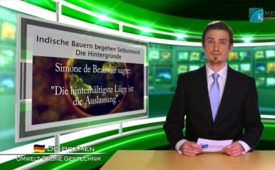 Indische Bauern begehen Selbstmord
Die Hintergründe
Simone de Beauvoir sagte:
"Die hinterhältigste Lüge ist
die Auslassung".
Umwelt-Grüne Gentechnik